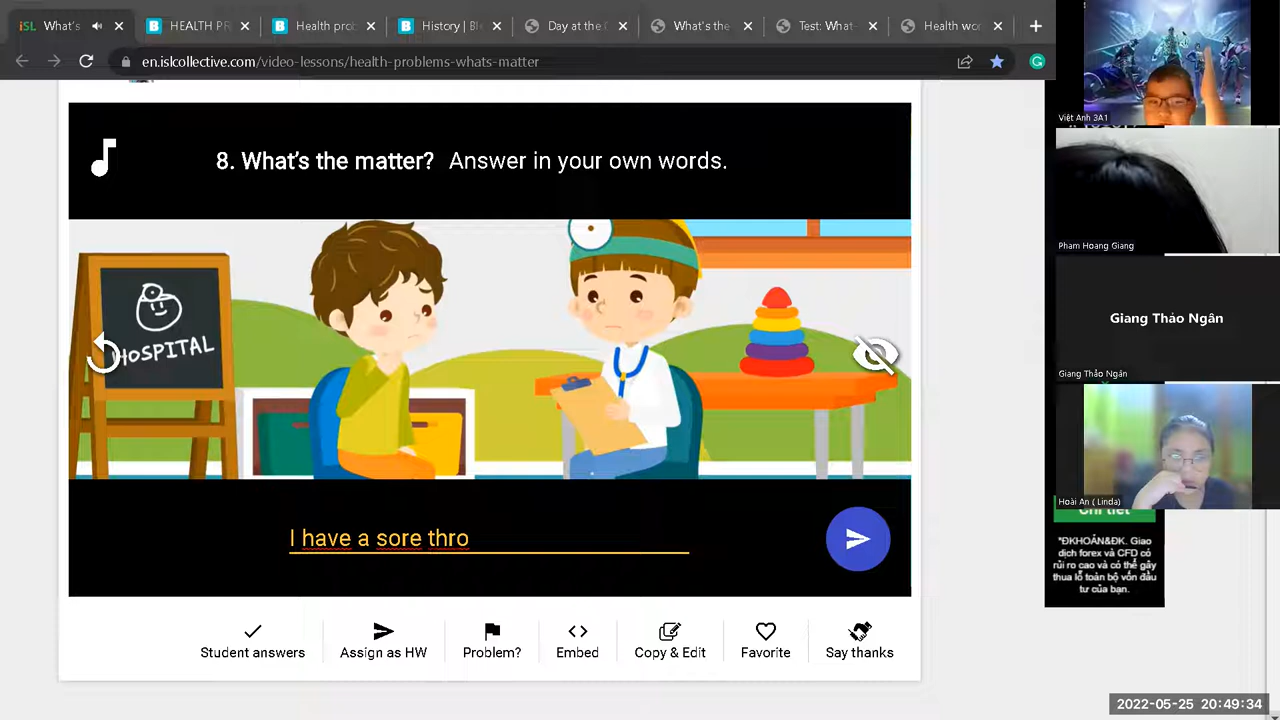 iSL What's
HEALTH PR
Health pro
History | Bl
Day at the
What's the
Test: What
Health wo
en.islcollective.com/video-lessons/health-problems-whats-matter
8. What's the matter? Answer in your own words.
HOSPITAL
I have a sore thro
Student answers
Assign as HW
Problem?
Embed
Copy & Edit
Favorite
Say thanks
Việt Anh 3A1
Pham Hoang Giang
Giang Thảo Ngân
Giang Thảo Ngân
Hoài An ( Linda)
Chi tiết
*ĐKHOẢN&ĐK. Giao
dịch forex và CFD có
rủi ro cao và có thể gây
thua lỗ toàn bộ vốn đầu
tư của bạn.
2022-05-25 20:49:34